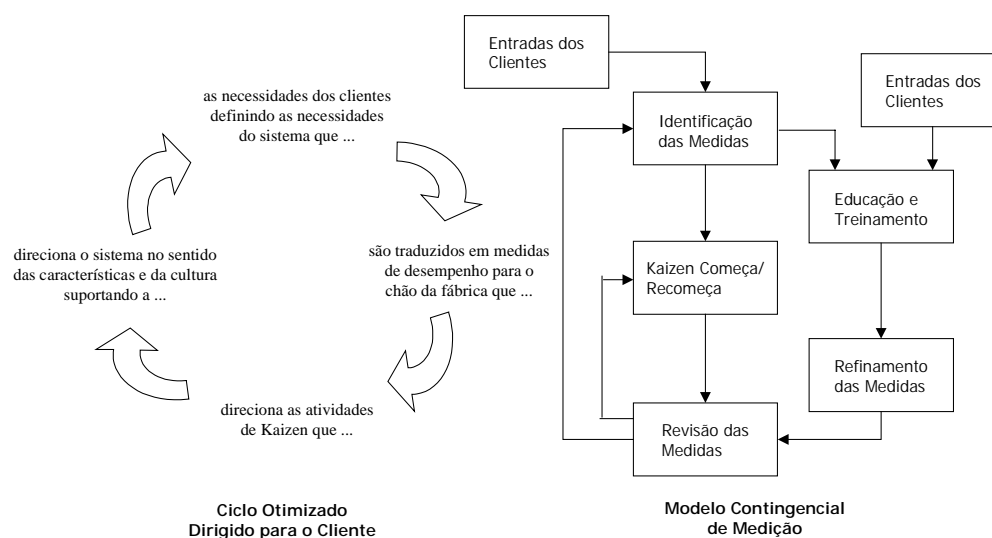 as necessidades dos clientes
definindo as necessidades
do sistema que ...
são traduzidos em medidas
de desempenho para o
chão da fábrica que ...
direciona as atividades
de Kaizen que ...
direciona o sistema no sentido
das características e da cultura
suportando a ...
Ciclo Otimizado
Dirigido para o Cliente
Entradas dos
Clientes
Entradas dos
Clientes
Identificação
das Medidas
Educação e
Treinamento
Kaizen Começa/
Recomeça
Refinamento
das Medidas
Revisão das
Medidas
Modelo Contingencial
de Medição